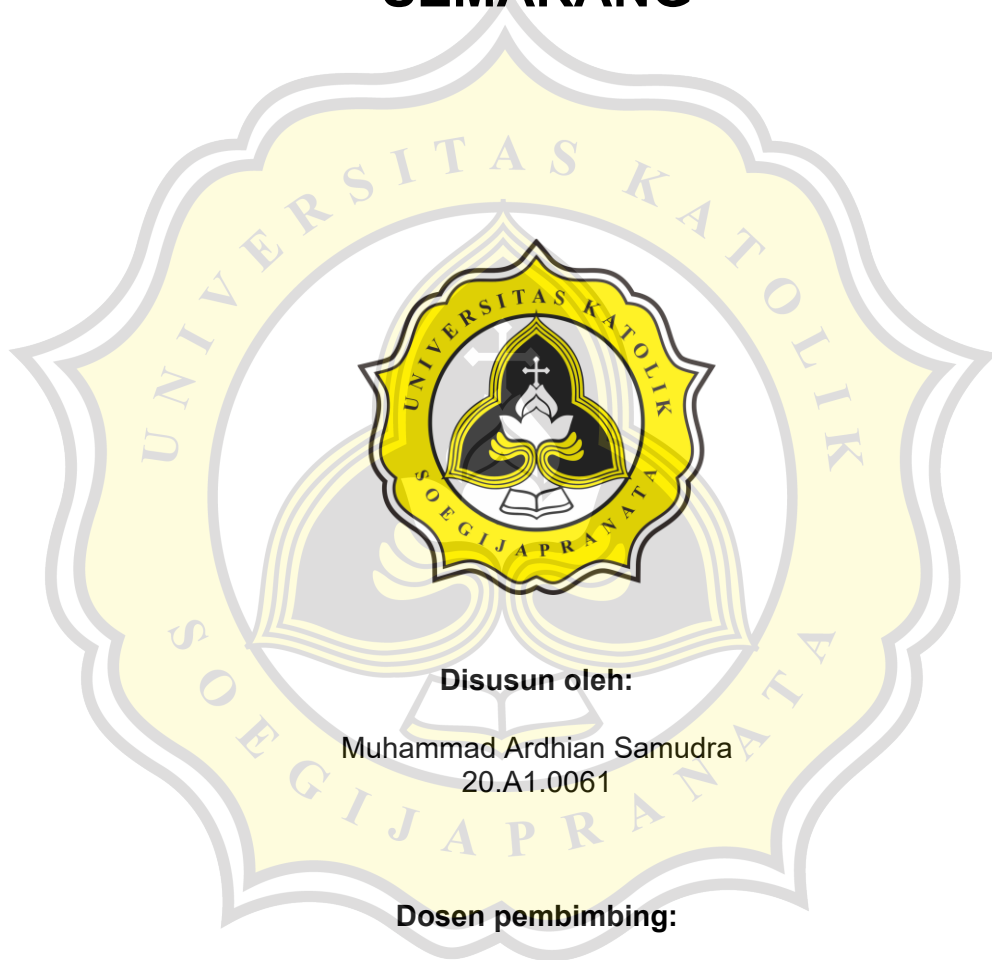 SEMARANG
UNIVERSITAS KATOLIK
SOEGIJAPRANATA
UNIVERSITAS KATOLIK
SOEGIJAPRANATA
Disusun oleh:
Muhammad Ardhian Samudra
20.A1.0061
Dosen pembimbing: